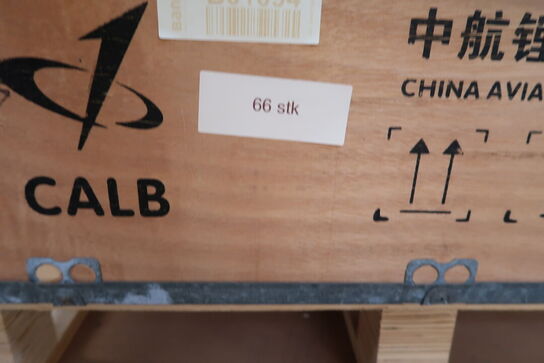 中航锂
CHINA AVIA
66 stk
CALB